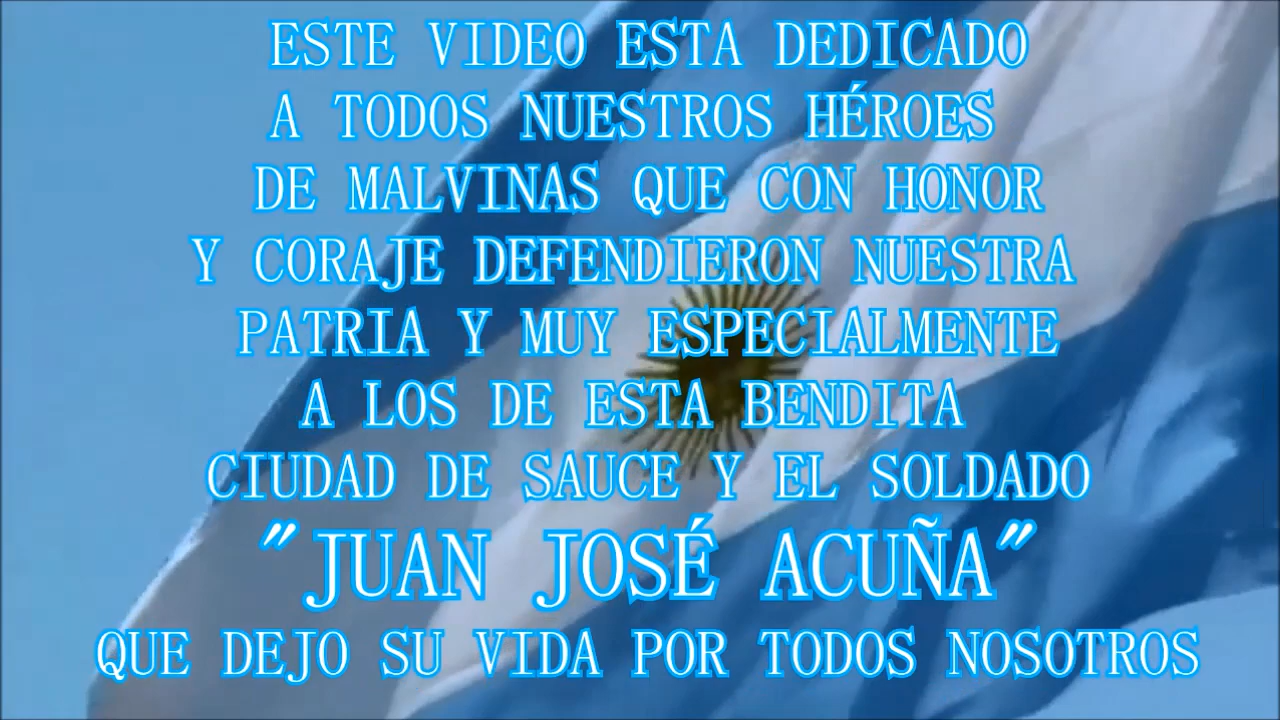 ESTE VIDEO ESTA DEDICADO
A TODOS NUESTROS HÉROES
DE MALVINAS QUE CON HONOR
Y CORAJE DEFENDIERON NUESTRA
PATRIA Y MUY ESPECIALMENTE
A LOS DE ESTA BENDITA
CIUDAD DE SAUCE Y EL SOLDADO
"JUAN JOSÉ ACUÑA"
QUE DEJO SU VIDA POR TODOS NOSOTROS